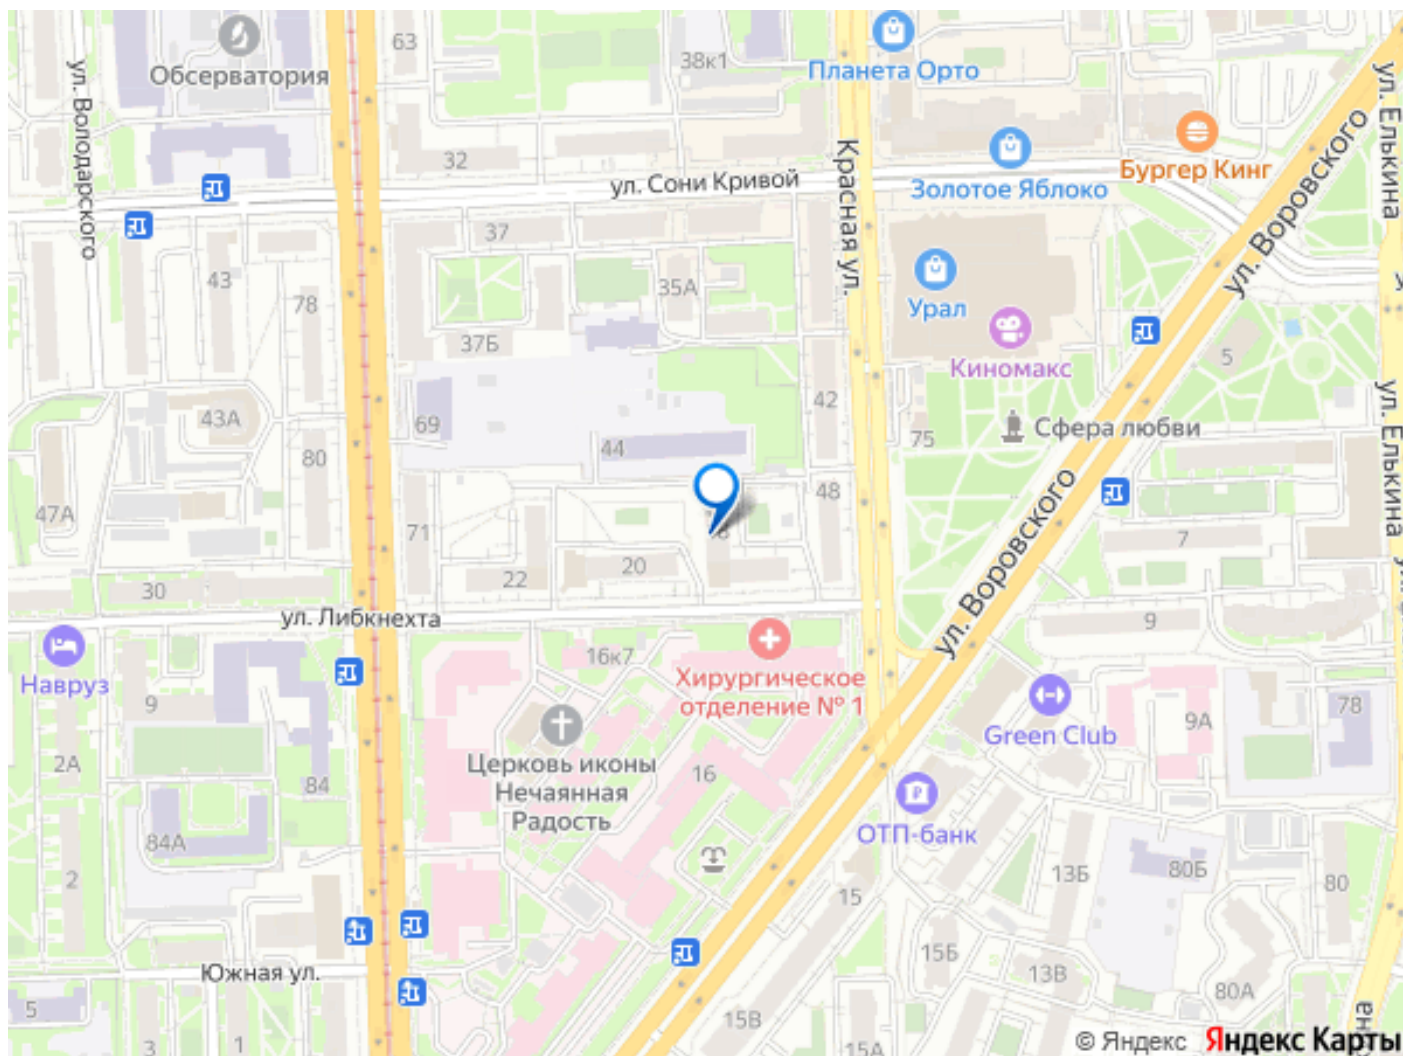 63
Обсерватория
38к1
Планета Орто
ул. Володарского
ул. Елькина
Бургер Кинг
32
ул. Сони Кривой
Красная ул.
Золотое Яблоко
ул. Воровского
37
43
78
35А
Урал
37Б
Киномакс
5
42
43А
69
75
Сфера любви
ул. Елькина
80
44
47А
48
71
7
ул. Воровского
30
22
20
9
ул. Либкнехта
16к7
Навруз
Хирургическое
отделение № 1
9
9А
78
Green Club
2А
84
Церковь иконы
Нечаянная
Радость
16
ОТП-банк
84А
2
15
13Б
80Б
80
15Б
Южная ул.
13В
80А
5
3
1
15В
15А
© Яндекс Яндекс Карты